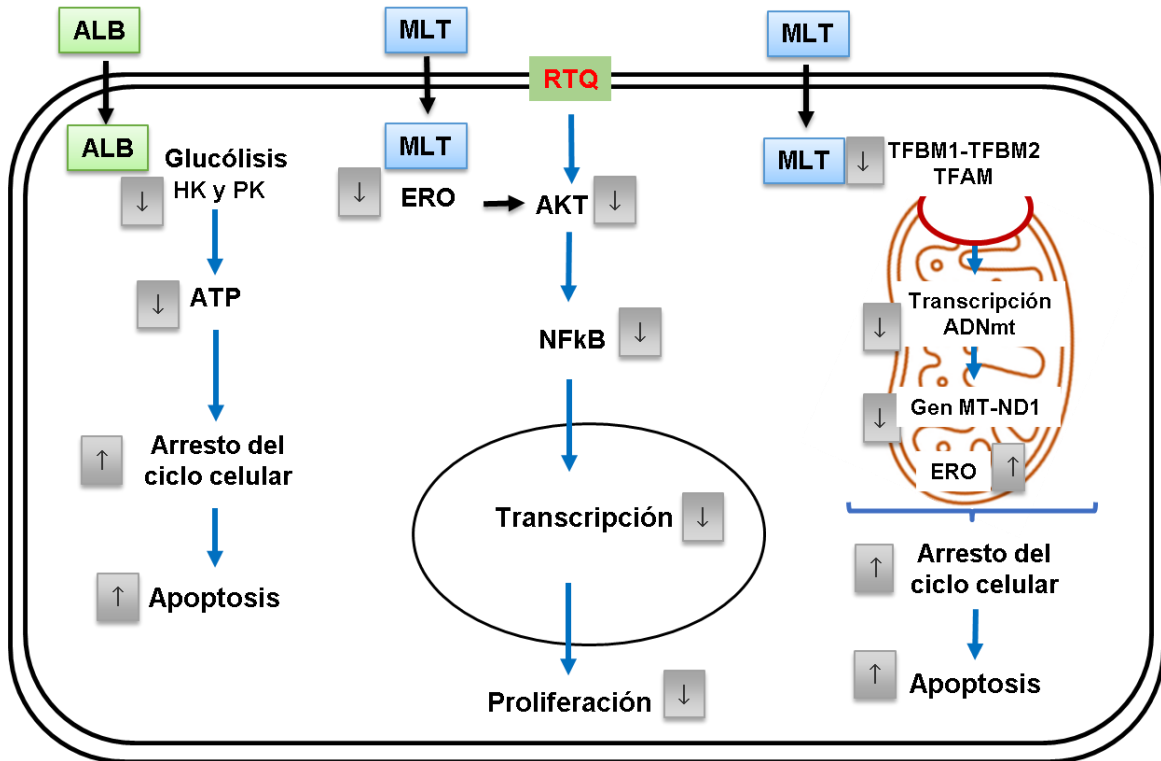 ALB
ALB
Glucólisis
↓ HK y PK
↓ ATP
↑ Arresto del
ciclo celular
↑ Apoptosis
MLT
MLT
↓ ERO
RTQ
AKT ↓
NFkB ↓
Transcripción ↓
Proliferación ↓
MLT
MLT ↓ TFBM1-TFBM2
TFAM
↓ Transcripción
ADNmt
↓ Gen MT-ND1
ERO ↑
↑ Arresto del
ciclo celular
↑ Apoptosis